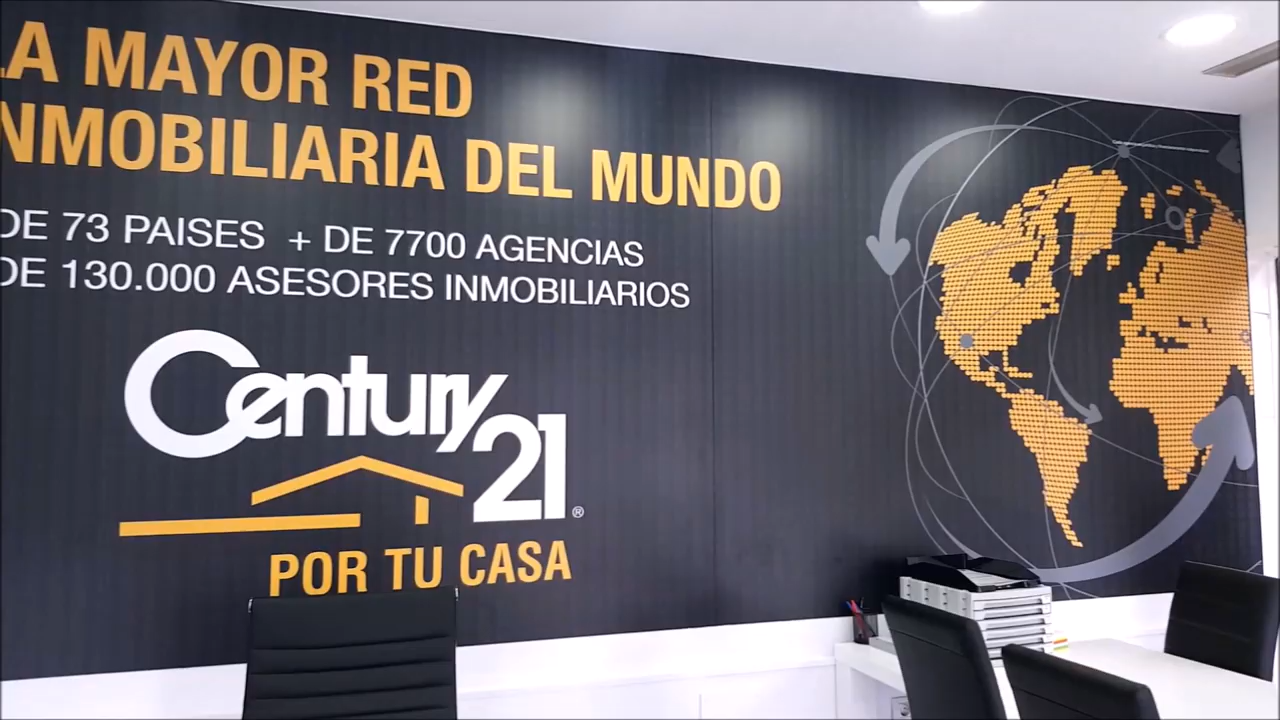 LA MAYOR RED
NMOBILIARIA DEL MUNDO
DE 73 PAISES + DE 7700 AGENCIAS
DE 130.000 ASESORES INMOBILIARIOS
Century
21®
POR TU CASA